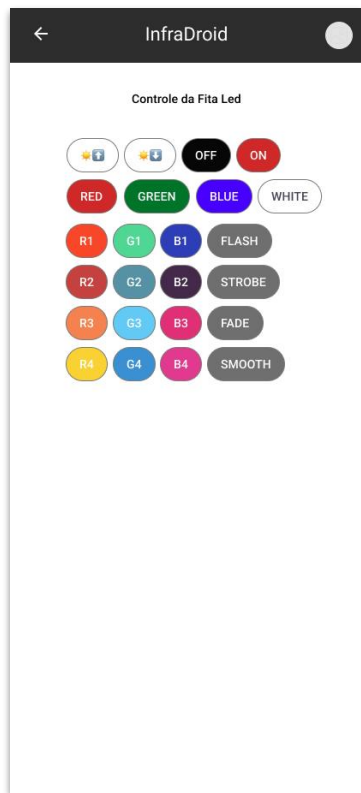 InfraDroid
Controle da Fita Led
OFF ON
RED GREEN BLUE WHITE
R1 G1 B1 FLASH
R2 G2 B2 STROBE
R3 G3 B3 FADE
R4 G4 B4 SMOOTH